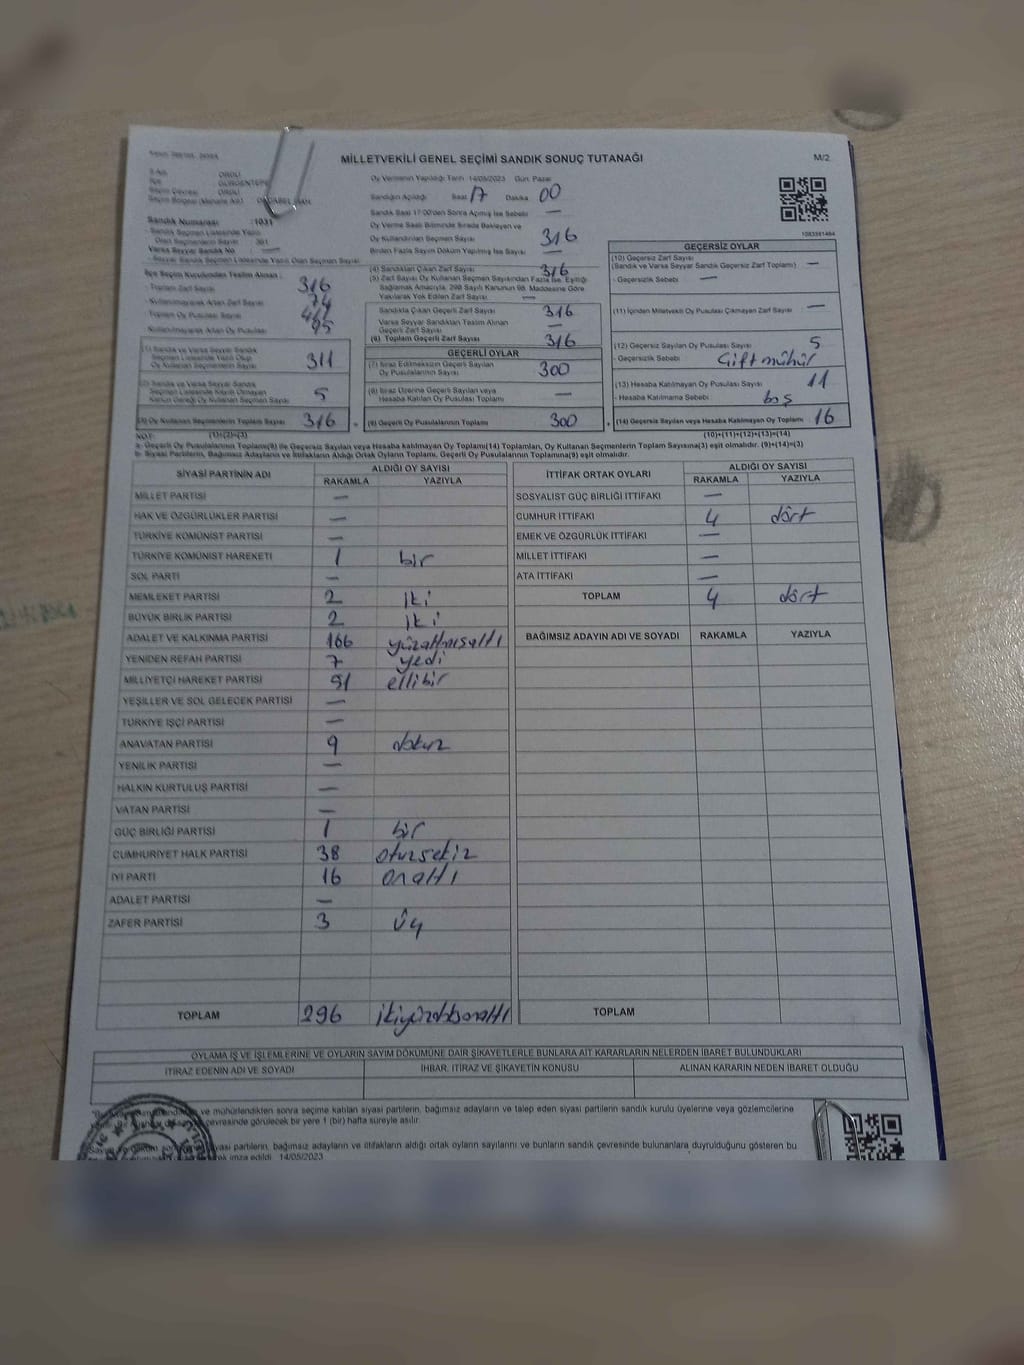 MİLLETVEKİLİ GENEL SEÇİMİ SANDIK SONUÇ TUTANAĞI
M/2
ORDU
GÜRGENTEPE
ORDU
Oy Vermenin Yapıldığı Tarih: 14/05/2023 Gün: Pazar
Sandığın Açıldığı Saat 17 Dakika 00
Sandık Saat 17:00'den Sonra Açılmış İse Sebebi —
Oy Verme Saati Bitiminde Sırada Bekleyen ve
Oy Kullandırılan Seçmen Sayısı 316
Birden Fazla Sayım Döküm Yapılmış İse Sayısı —
1083391464
Sandık Numarası :1031
Sandık Seçmen Listesinde Yazılı
Olan Seçmenlerin Sayısı
Varsa Seyyar Sandık No —
Seyyar Sandık Seçmen Listesinde Yazılı Olan Seçmen Sayısı
İlçe Seçim Kurulundan Teslim Alınan :
Toplam Zarf Sayısı 316
Kullanılmayarak Artan Zarf Sayısı 74
Toplam Oy Pusulası
Kullanılmayarak Artan Oy Pusulası 95
(1) Sandık ve Varsa Seyyar Sandık
Seçmen Listesinde Yazılı Olup
Oy Kullanan Seçmenlerin Sayısı 311
(2) Sandık ve Varsa Seyyar Sandık
Seçmen Listesinde Kayıtlı Olmayan
Kanun Gereği Oy Kullanan Seçmen Sayısı 5
(3) Oy Kullanan Seçmenlerin Toplam Sayısı 316
(1)+(2)=(3)
(4) Sandıktan Çıkan Zarf Sayısı 316
(5) Zarf Sayısı Oy Kullanan Seçmen Sayısından Fazla İse, Eşitliği
Sağlamak Amacıyla, 298 Sayılı Kanunun 98. Maddesine Göre
Yakılarak Yok Edilen Zarf Sayısı —
Sandıkta Çıkan Geçerli Zarf Sayısı 316
Varsa Seyyar Sandıktan Teslim Alınan
Geçerli Zarf Sayısı —
(6) Toplam Geçerli Zarf Sayısı 316
GEÇERLİ OYLAR
(7) İtiraz Edilmeksizin Geçerli Sayılan
Oy Pusulalarının Sayısı 300
(8) İtiraz Üzerine Geçerli Sayılan veya
Hesaba Katılan Oy Pusulası Toplamı —
(9) Geçerli Oy Pusulalarının Toplamı 300
GEÇERSİZ OYLAR
(10) Geçersiz Zarf Sayısı
(Sandık ve Varsa Seyyar Sandık Geçersiz Zarf Toplamı) —
- Geçersizlik Sebebi —
(11) İçinden Milletvekili Oy Pusulası Çıkmayan Zarf Sayısı —
(12) Geçersiz Sayılan Oy Pusulası Sayısı 5
- Geçersizlik Sebebi Çift mühür
(13) Hesaba Katılmayan Oy Pusulası Sayısı 11
- Hesaba Katılmama Sebebi boş
(14) Geçersiz Sayılan veya Hesaba Katılmayan Oy Toplamı 16
(10)+(11)+(12)+(13)=(14)
NOT:
a- Geçerli Oy Pusulalarının Toplamı(9) ile Geçersiz Sayılan veya Hesaba katılmayan Oy Toplamı(14) Toplamları, Oy Kullanan Seçmenlerin Toplam Sayısına(3) eşit olmalıdır. (9)+(14)=(3)
b- Siyasi Partilerin, Bağımsız Adayların ve İttifakların Aldığı Ortak Oyların Toplamı, Geçerli Oy Pusulalarının Toplamına(9) eşit olmalıdır.
SİYASİ PARTİNİN ADI ALDIĞI OY SAYISI
RAKAMLA YAZIYLA
MİLLET PARTİSİ —
HAK VE ÖZGÜRLÜKLER PARTİSİ —
TÜRKİYE KOMÜNİST PARTİSİ —
TÜRKİYE KOMÜNİST HAREKETİ 1 bir
SOL PARTİ —
MEMLEKET PARTİSİ 2 iki
BÜYÜK BİRLİK PARTİSİ 2 iki
ADALET VE KALKINMA PARTİSİ 166 yüzaltmışaltı
YENİDEN REFAH PARTİSİ 7 yedi
MİLLİYETÇİ HAREKET PARTİSİ 51 ellibir
YEŞİLLER VE SOL GELECEK PARTİSİ —
TÜRKİYE İŞÇİ PARTİSİ —
ANAVATAN PARTİSİ 9 dokuz
YENİLİK PARTİSİ —
HALKIN KURTULUŞ PARTİSİ —
VATAN PARTİSİ —
GÜÇ BİRLİĞİ PARTİSİ 1 bir
CUMHURİYET HALK PARTİSİ 38 otuzsekiz
İYİ PARTİ 16 onaltı
ADALET PARTİSİ —
ZAFER PARTİSİ 3 üç
TOPLAM 296 ikiyüzdoksanaltı
İTTİFAK ORTAK OYLARI ALDIĞI OY SAYISI
RAKAMLA YAZIYLA
SOSYALİST GÜÇ BİRLİĞİ İTTİFAKI —
CUMHUR İTTİFAKI 4 dört
EMEK VE ÖZGÜRLÜK İTTİFAKI —
MİLLET İTTİFAKI —
ATA İTTİFAKI —
TOPLAM 4 dört
BAĞIMSIZ ADAYIN ADI VE SOYADI RAKAMLA YAZIYLA
TOPLAM
OYLAMA İŞ VE İŞLEMLERİNE VE OYLARIN SAYIM DÖKÜMÜNE DAİR ŞİKAYETLERLE BUNLARA AİT KARARLARIN NELERDEN İBARET BULUNDUKLARI
İTİRAZ EDENİN ADI VE SOYADI İHBAR, İTİRAZ VE ŞİKAYETİN KONUSU ALINAN KARARIN NEDEN İBARET OLDUĞU
ve mühürlendikten sonra seçime katılan siyasi partilerin, bağımsız adayların ve talep eden siyasi partilerin sandık kurulu üyelerine veya gözlemcilerine
çevresinde görülecek bir yere 1 (bir) hafta süreyle asılır.
siyasi partilerin, bağımsız adayların ve ittifakların aldığı ortak oyların sayılarını ve bunların sandık çevresinde bulunanlara duyrulduğunu gösteren bu
imza edildi. 14/05/2023